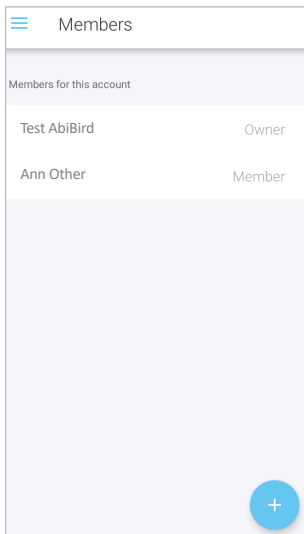 Members
Members for this account
Test AbiBird Owner
Ann Other Member
+